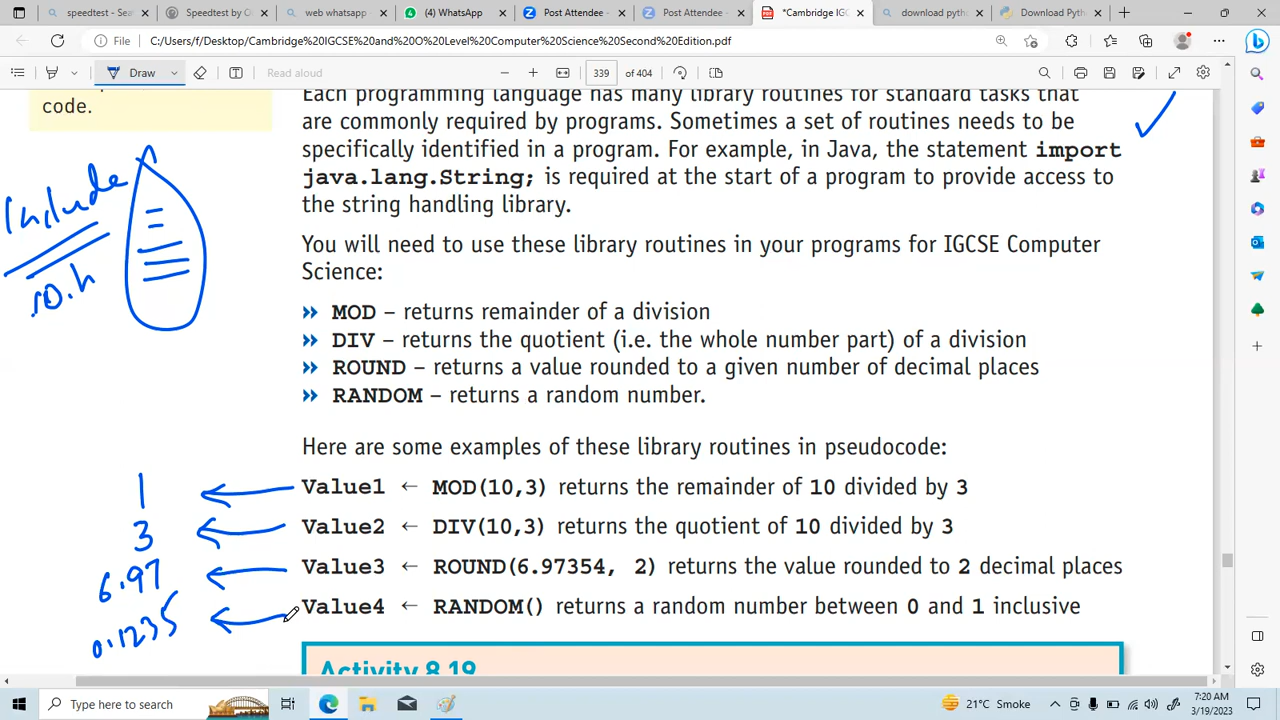 speedtest - Sea
Speedtest by O
web whatsapp
(4) WhatsApp
Post Attendee -
Post Attendee -
*Cambridge IGC
download pytho
Download Pyth
File
C:/Users/f/Desktop/Cambridge%20IGCSE%20and%20O%20Level%20Computer%20Science%20Second%20Edition.pdf
Draw
Read aloud
339
of 404
code.
Each programming language has many library routines for standard tasks that
are commonly required by programs. Sometimes a set of routines needs to be
specifically identified in a program. For example, in Java, the statement import
java.lang.String; is required at the start of a program to provide access to
the string handling library.
Include
IO.h
You will need to use these library routines in your programs for IGCSE Computer
Science:
» MOD – returns remainder of a division
» DIV – returns the quotient (i.e. the whole number part) of a division
» ROUND – returns a value rounded to a given number of decimal places
» RANDOM – returns a random number.
Here are some examples of these library routines in pseudocode:
1 ← Value1 ← MOD(10,3) returns the remainder of 10 divided by 3
3 ← Value2 ← DIV(10,3) returns the quotient of 10 divided by 3
6.97 ← Value3 ← ROUND(6.97354, 2) returns the value rounded to 2 decimal places
0.1235 ← Value4 ← RANDOM() returns a random number between 0 and 1 inclusive
Activity 8.19
Type here to search
21°C Smoke
7:20 AM
3/19/2023